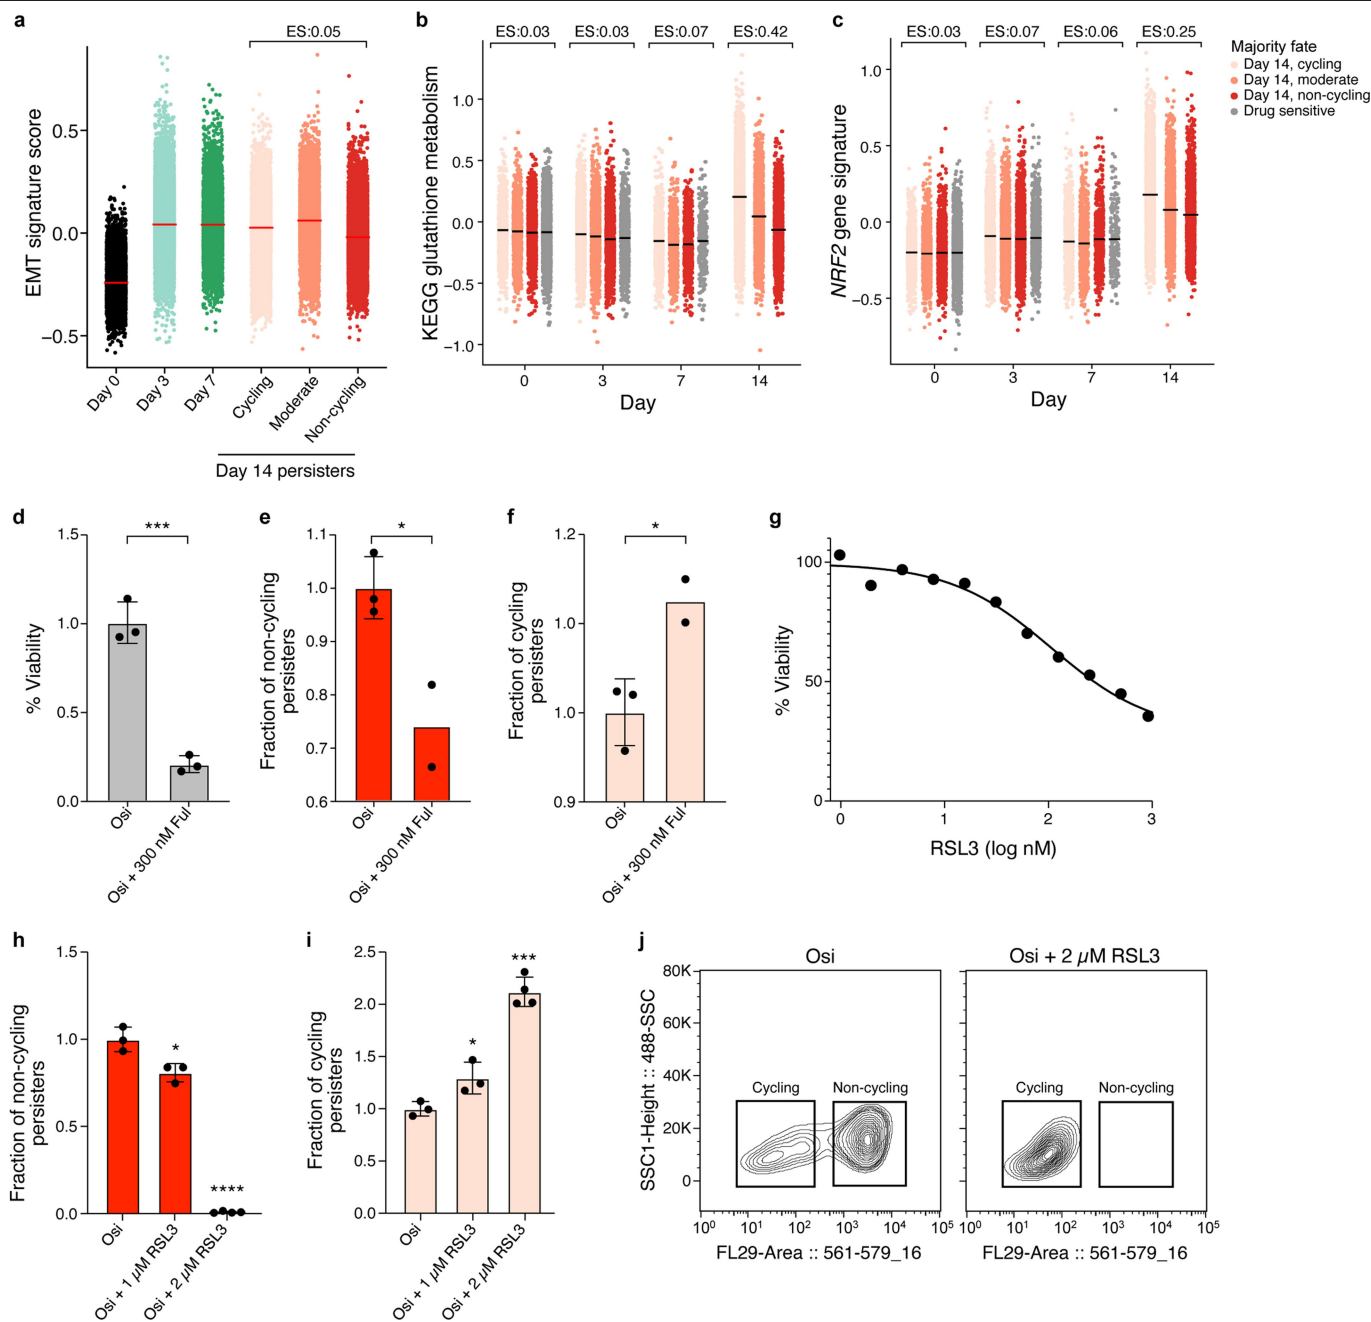 a
ES:0.05
EMT signature score
0.5
0.0
−0.5
Day 0
Day 3
Day 7
Cycling
Moderate
Non-cycling
Day 14 persisters
b
ES:0.03
ES:0.03
ES:0.07
ES:0.42
KEGG glutathione metabolism
1.0
0.5
0.0
−0.5
−1.0
0
3
7
14
Day
c
ES:0.03
ES:0.07
ES:0.06
ES:0.25
NRF2 gene signature
1.0
0.5
0.0
−0.5
0
3
7
14
Day
Majority fate
Day 14, cycling
Day 14, moderate
Day 14, non-cycling
Drug sensitive
d
% Viability
1.5
1.0
0.5
0.0
***
Osi
Osi + 300 nM Ful
e
Fraction of non-cycling
persisters
1.1
1.0
0.9
0.8
0.7
0.6
*
Osi
Osi + 300 nM Ful
f
Fraction of cycling
persisters
1.2
1.0
1.0
0.9
*
Osi
Osi + 300 nM Ful
g
% Viability
100
50
0
0
1
2
3
RSL3 (log nM)
h
Fraction of non-cycling
persisters
1.5
1.0
0.5
0.0
*
****
Osi
Osi + 1 µM RSL3
Osi + 2 µM RSL3
i
Fraction of cycling
persisters
2.5
2.0
1.5
1.0
0.5
0.0
*
***
Osi
Osi + 1 µM RSL3
Osi + 2 µM RSL3
j
Osi
Osi + 2 µM RSL3
SSC1-Height :: 488-SSC
80K
60K
40K
20K
0
Cycling
Non-cycling
Cycling
Non-cycling
10⁰
10¹
10²
10³
10⁴
10⁵
10⁰
10¹
10²
10³
10⁴
10⁵
FL29-Area :: 561-579_16
FL29-Area :: 561-579_16